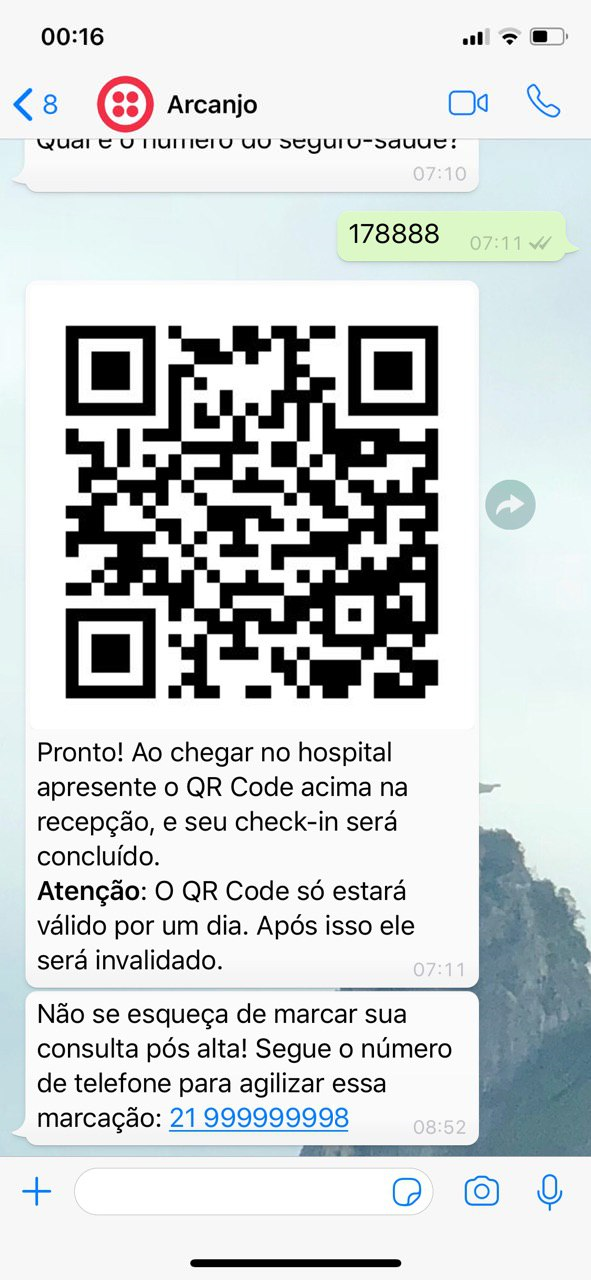 00:16
8
Arcanjo
Qual é o número do seguro-saúde?
07:10
178888
07:11
Pronto! Ao chegar no hospital
apresente o QR Code acima na
recepção, e seu check-in será
concluído.
Atenção: O QR Code só estará
válido por um dia. Após isso ele
será invalidado.
07:11
Não se esqueça de marcar sua
consulta pós alta! Segue o número
de telefone para agilizar essa
marcação: 21 999999998
08:52